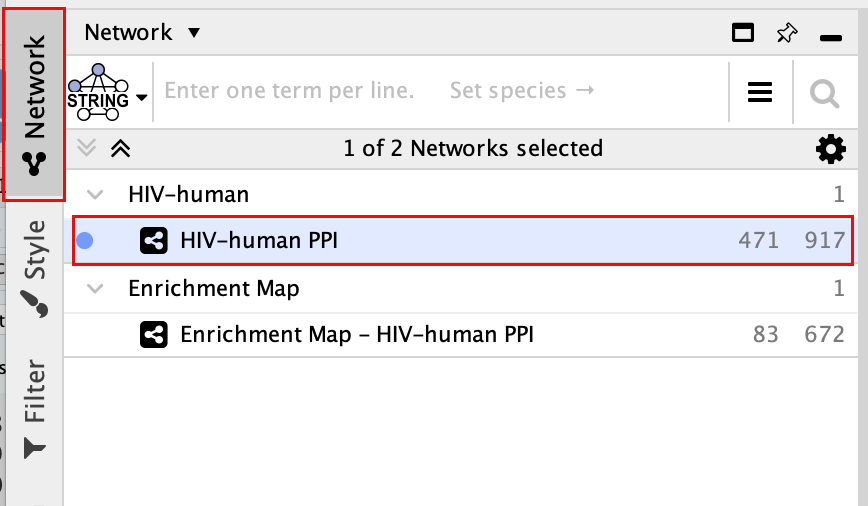 Network ▼
STRING Enter one term per line. Set species →
1 of 2 Networks selected
HIV-human 1
HIV-human PPI 471 917
Enrichment Map 1
Enrichment Map - HIV-human PPI 83 672
Network
Style
Filter